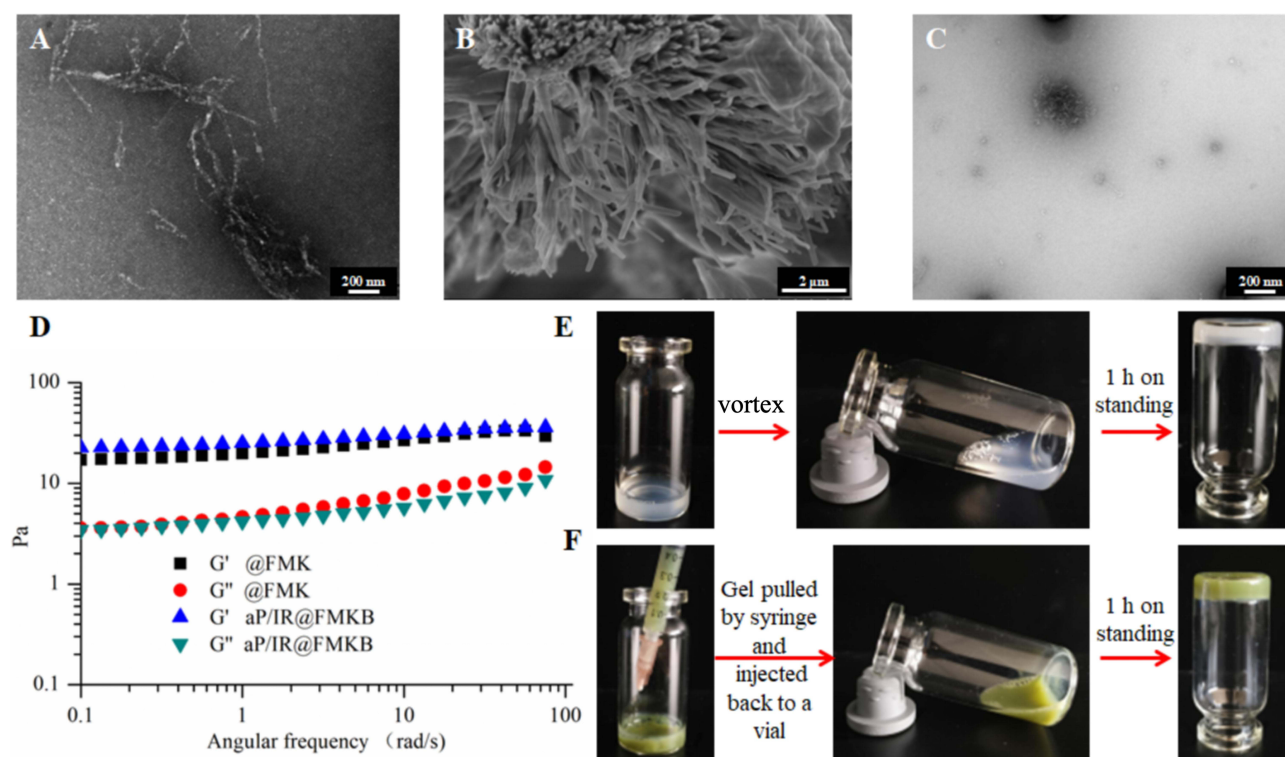 A
200 nm
B
2 μm
C
200 nm
D
100
10
1
0.1
Pa
G' @FMK
G" @FMK
G' aP/IR@FMKB
G" aP/IR@FMKB
0.1
1
10
100
Angular frequency (rad/s)
E
vortex
1 h on
standing
F
Gel pulled
by syringe
and
injected
back to a
vial
1 h on
standing